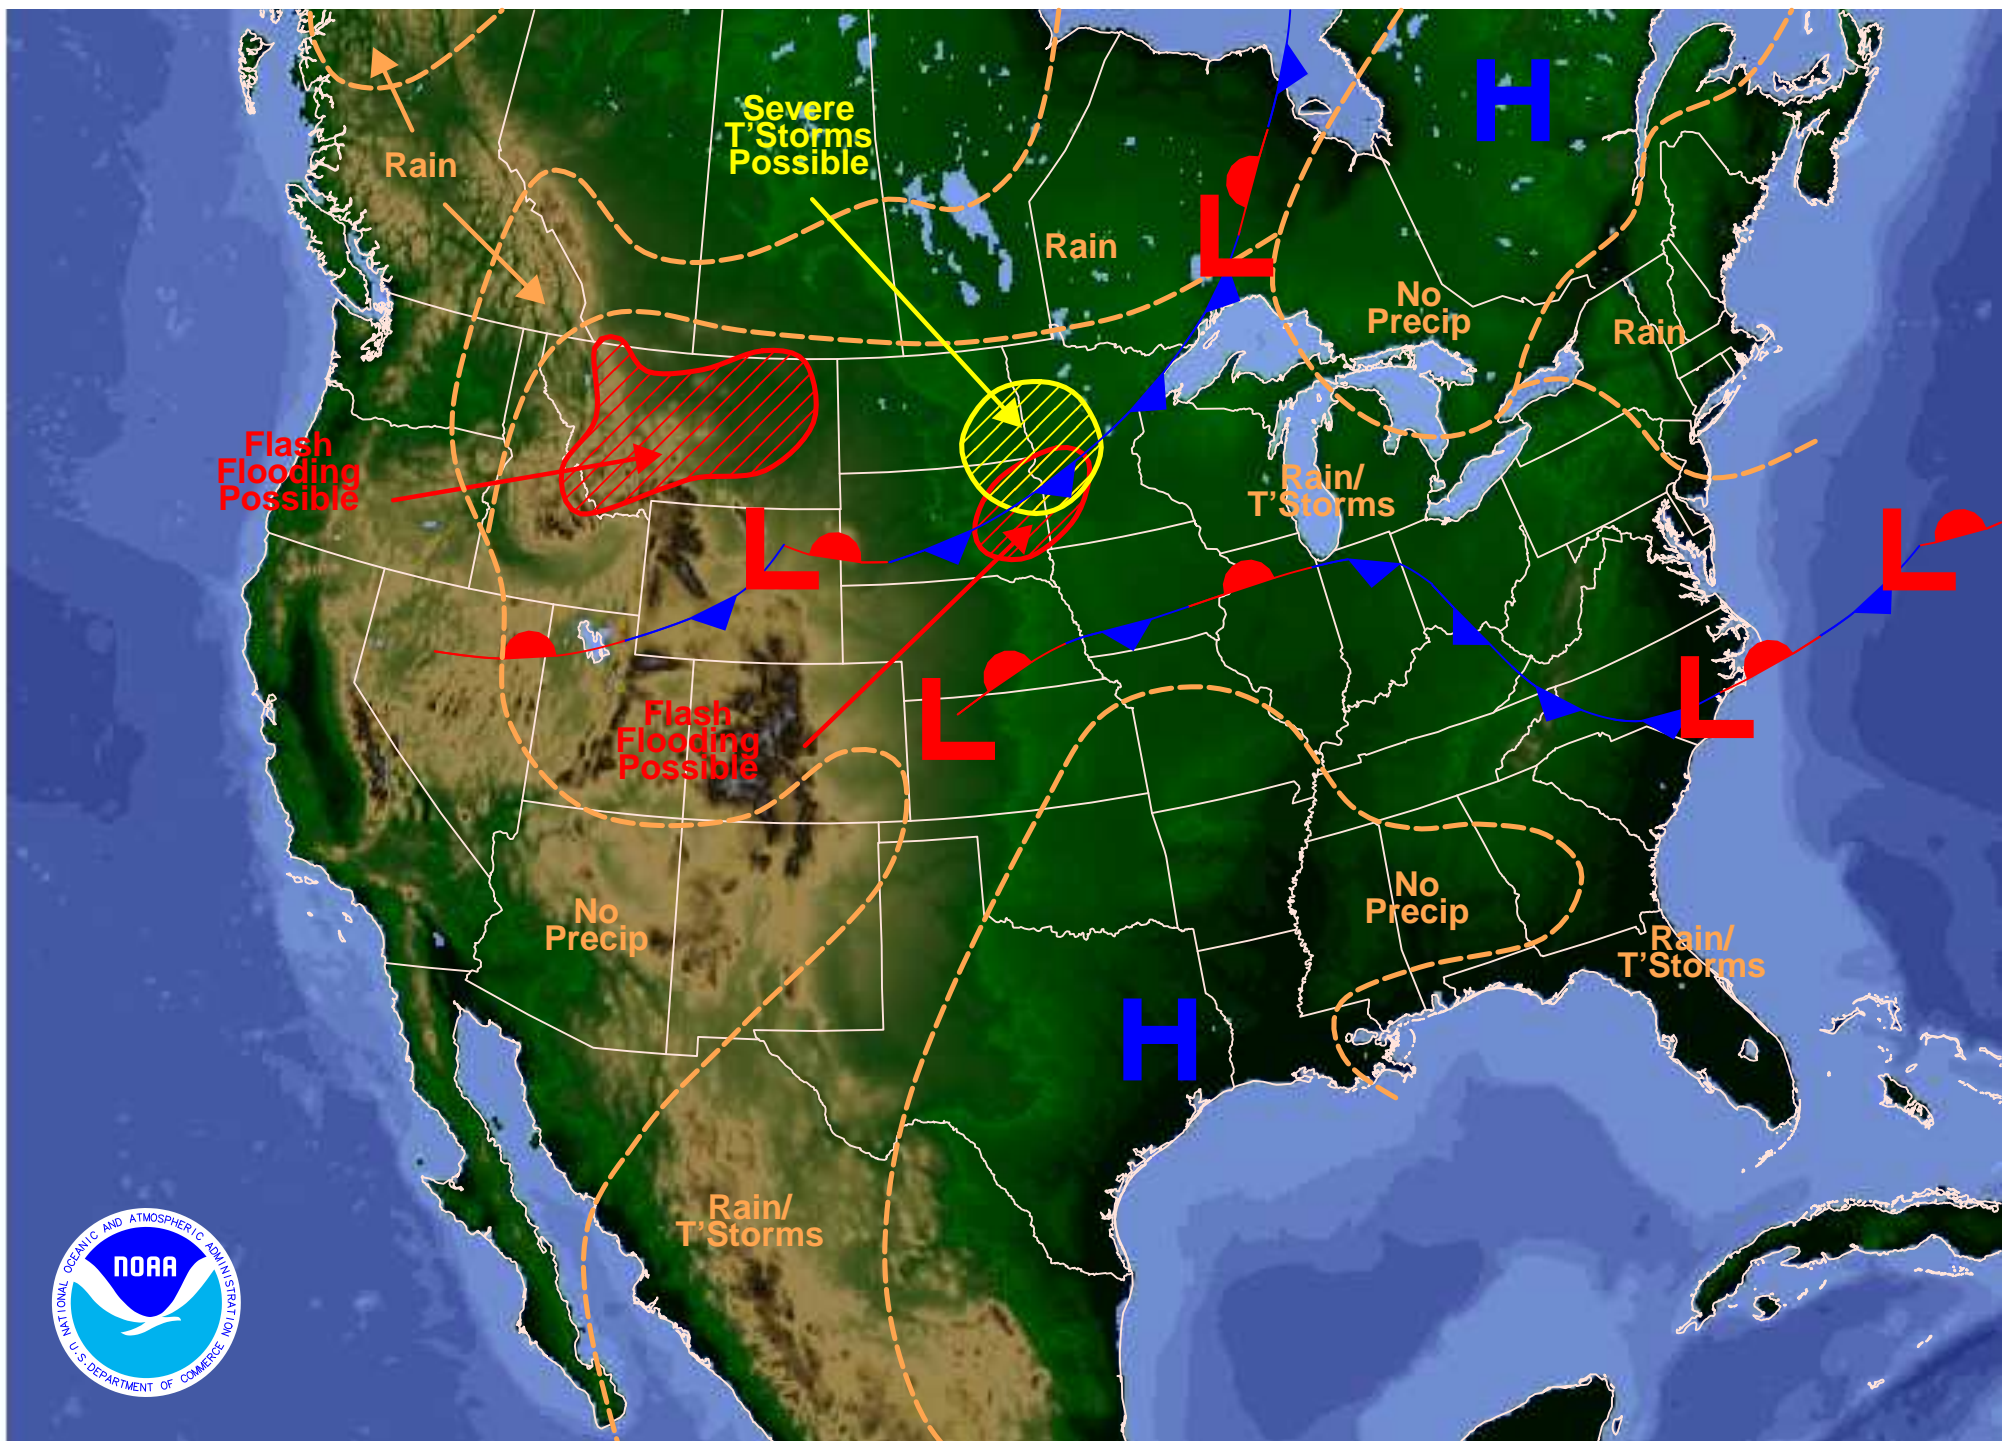 Severe
T'Storms
Possible
H
Rain
L
Rain
No
Precip
Rain
Flash
Flooding
Possible
Rain/
T'Storms
L
L
L
L
Flash
Flooding
Possible
No
Precip
No
Precip
Rain/
T'Storms
H
Rain/
T'Storms
NATIONAL OCEANIC AND ATMOSPHERIC ADMINISTRATION
NOAA
U.S. DEPARTMENT OF COMMERCE